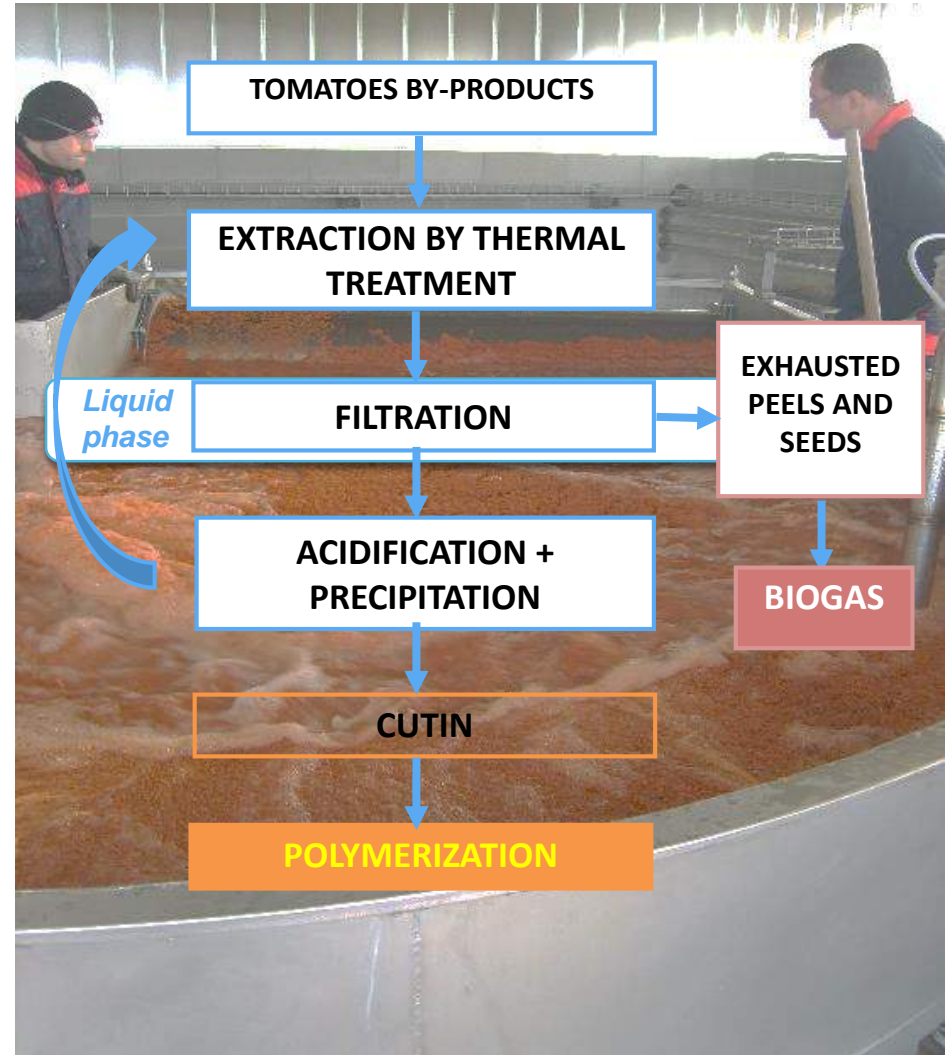 TOMATOES BY-PRODUCTS
EXTRACTION BY THERMAL
TREATMENT
Liquid
phase
FILTRATION
EXHAUSTED
PEELS AND
SEEDS
ACIDIFICATION +
PRECIPITATION
BIOGAS
CUTIN
POLYMERIZATION